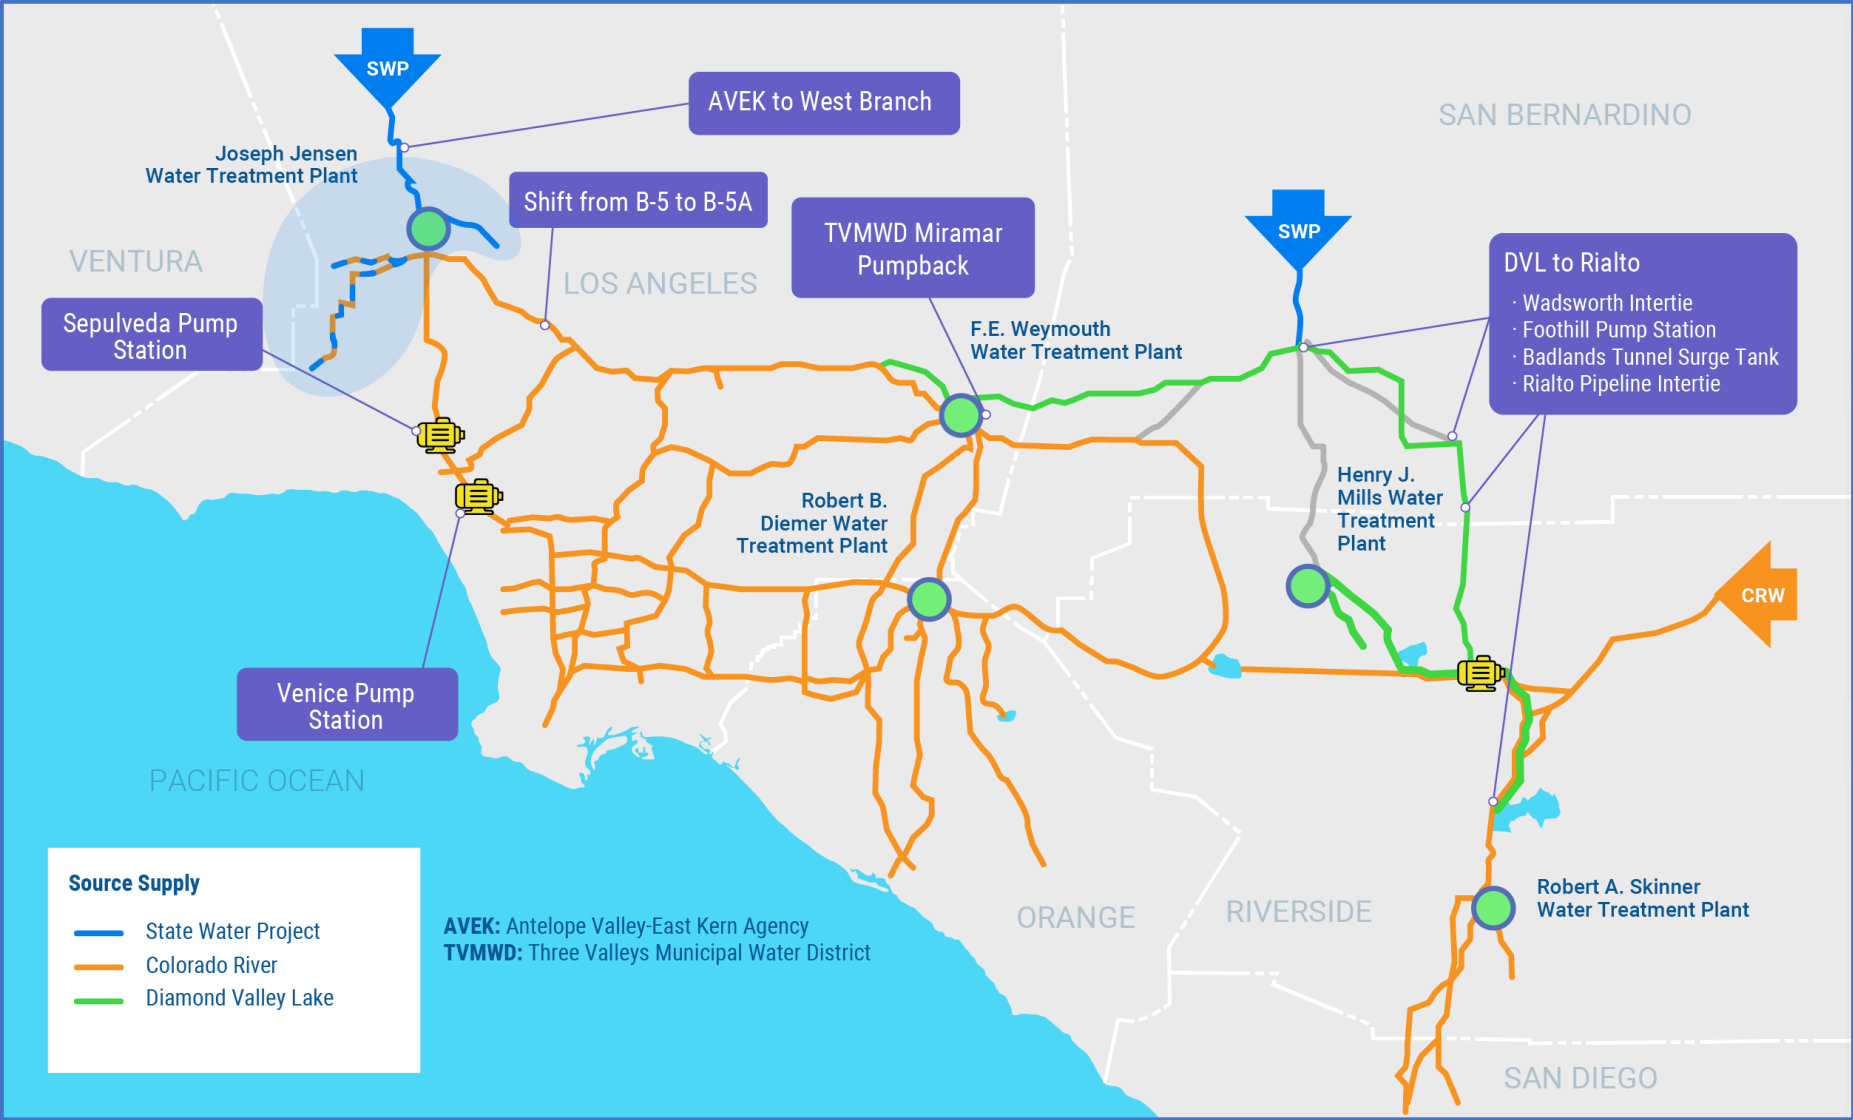 SWP
AVEK to West Branch
SAN BERNARDINO
Joseph Jensen
Water Treatment Plant
Shift from B-5 to B-5A
TVMWD Miramar
Pumpback
SWP
VENTURA
LOS ANGELES
DVL to Rialto
· Wadsworth Intertie
· Foothill Pump Station
· Badlands Tunnel Surge Tank
· Rialto Pipeline Intertie
Sepulveda Pump
Station
F.E. Weymouth
Water Treatment Plant
Robert B.
Diemer Water
Treatment Plant
Henry J.
Mills Water
Treatment
Plant
CRW
Venice Pump
Station
PACIFIC OCEAN
Source Supply
State Water Project
Colorado River
Diamond Valley Lake
AVEK: Antelope Valley-East Kern Agency
TVMWD: Three Valleys Municipal Water District
ORANGE
RIVERSIDE
Robert A. Skinner
Water Treatment Plant
SAN DIEGO